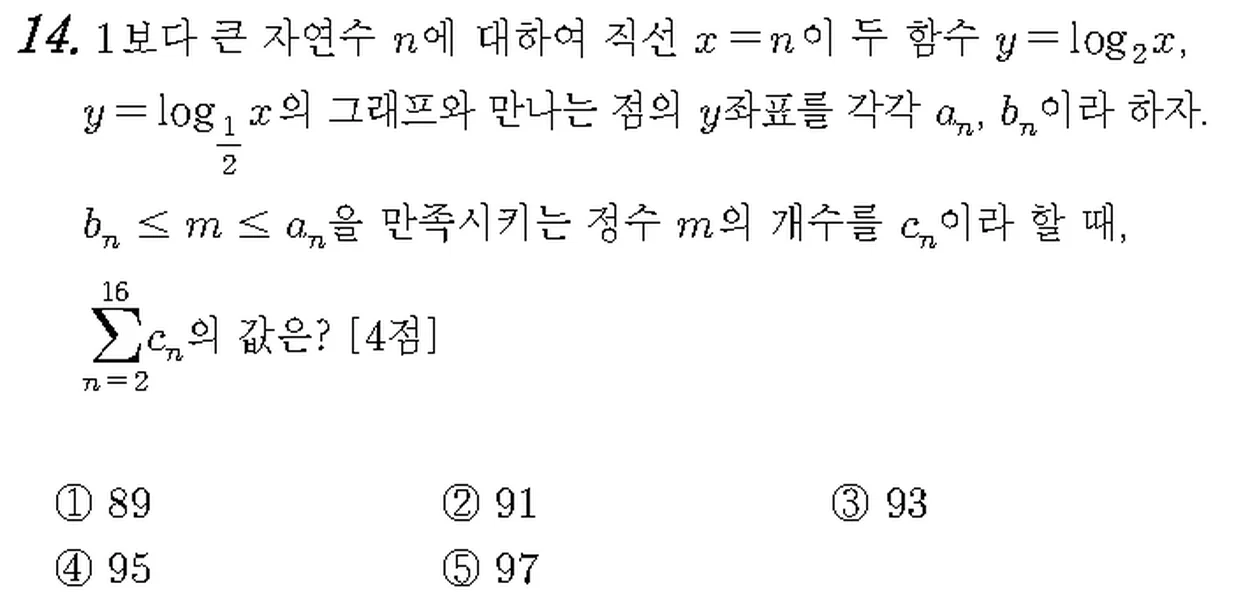 14. 1보다 큰 자연수 n에 대하여 직선 x=n이 두 함수 y=log₂x,
y=log_{1/2} x의 그래프와 만나는 점의 y좌표를 각각 aₙ, bₙ이라 하자.
bₙ ≤ m ≤ aₙ을 만족시키는 정수 m의 개수를 cₙ이라 할 때,
\sum_{n=2}^{16} cₙ의 값은? [4점]
① 89 ② 91 ③ 93
④ 95 ⑤ 97